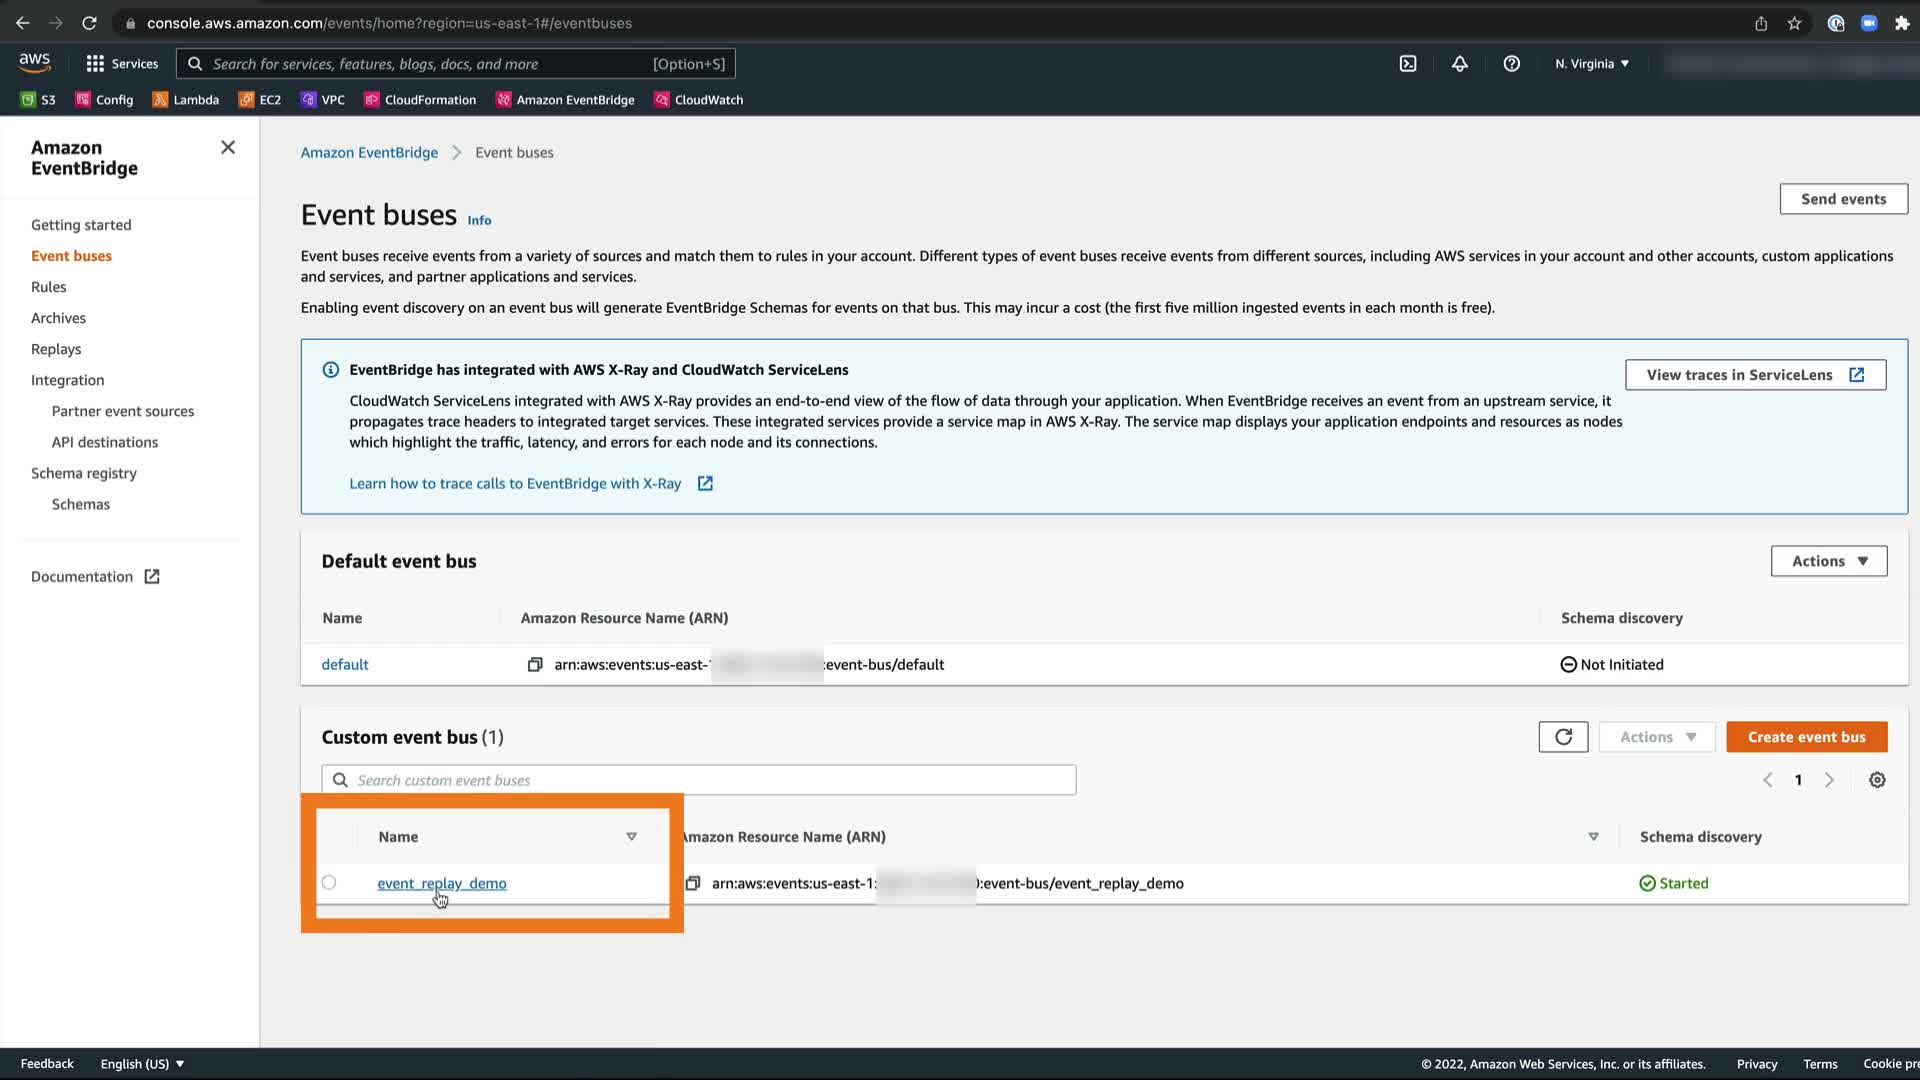 console.aws.amazon.com/events/home?region=us-east-1#/eventbuses
aws
Services
Search for services, features, blogs, docs, and more
[Option+S]
N. Virginia
S3
Config
Lambda
EC2
VPC
CloudFormation
Amazon EventBridge
CloudWatch
Amazon
EventBridge
Getting started
Event buses
Rules
Archives
Replays
Integration
Partner event sources
API destinations
Schema registry
Schemas
Documentation
Amazon EventBridge
Event buses
Event buses Info
Send events
Event buses receive events from a variety of sources and match them to rules in your account. Different types of event buses receive events from different sources, including AWS services in your account and other accounts, custom applications
and services, and partner applications and services.
Enabling event discovery on an event bus will generate EventBridge Schemas for events on that bus. This may incur a cost (the first five million ingested events in each month is free).
EventBridge has integrated with AWS X-Ray and CloudWatch ServiceLens
View traces in ServiceLens
CloudWatch ServiceLens integrated with AWS X-Ray provides an end-to-end view of the flow of data through your application. When EventBridge receives an event from an upstream service, it
propagates trace headers to integrated target services. These integrated services provide a service map in AWS X-Ray. The service map displays your application endpoints and resources as nodes
which highlight the traffic, latency, and errors for each node and its connections.
Learn how to trace calls to EventBridge with X-Ray
Default event bus
Actions
Name
Amazon Resource Name (ARN)
Schema discovery
default
arn:aws:events:us-east-
:event-bus/default
Not Initiated
Custom event bus (1)
Actions
Create event bus
Search custom event buses
1
Name
Amazon Resource Name (ARN)
Schema discovery
event_replay_demo
arn:aws:events:us-east-1:
:event-bus/event_replay_demo
Started
Feedback
English (US)
© 2022, Amazon Web Services, Inc. or its affiliates.
Privacy
Terms
Cookie pre